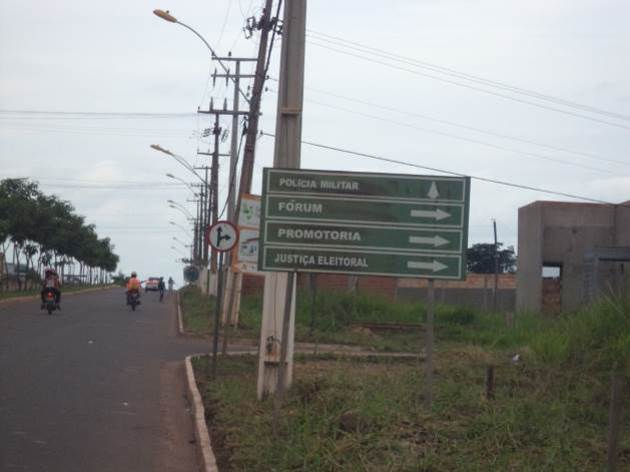 POLÍCIA MILITAR
FÓRUM
PROMOTORIA
JUSTIÇA ELEITORAL